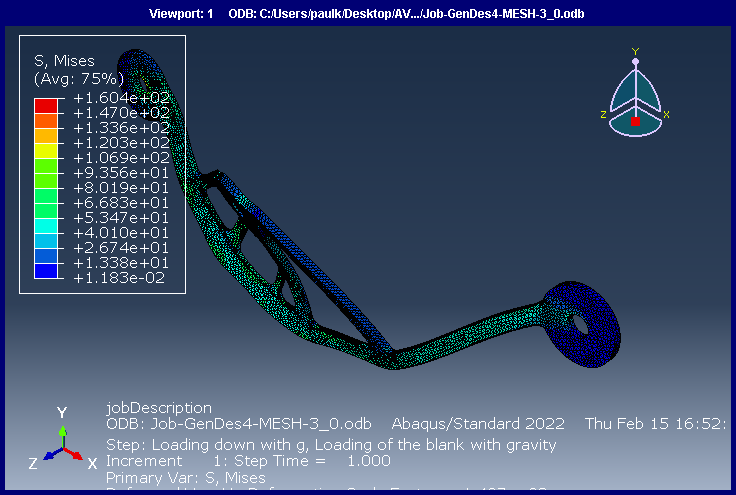 Viewport: 1 ODB: C:/Users/paulk/Desktop/AV.../Job-GenDes4-MESH-3_0.odb
S, Mises
(Avg: 75%)
+1.604e+02
+1.470e+02
+1.336e+02
+1.203e+02
+1.069e+02
+9.356e+01
+8.019e+01
+6.683e+01
+5.347e+01
+4.010e+01
+2.674e+01
+1.338e+01
+1.183e-02
Y
Z X
Y
Z X
jobDescription
ODB: Job-GenDes4-MESH-3_0.odb Abaqus/Standard 2022 Thu Feb 15 16:52:
Step: Loading down with g, Loading of the blank with gravity
Increment 1: Step Time = 1.000
Primary Var: S, Mises